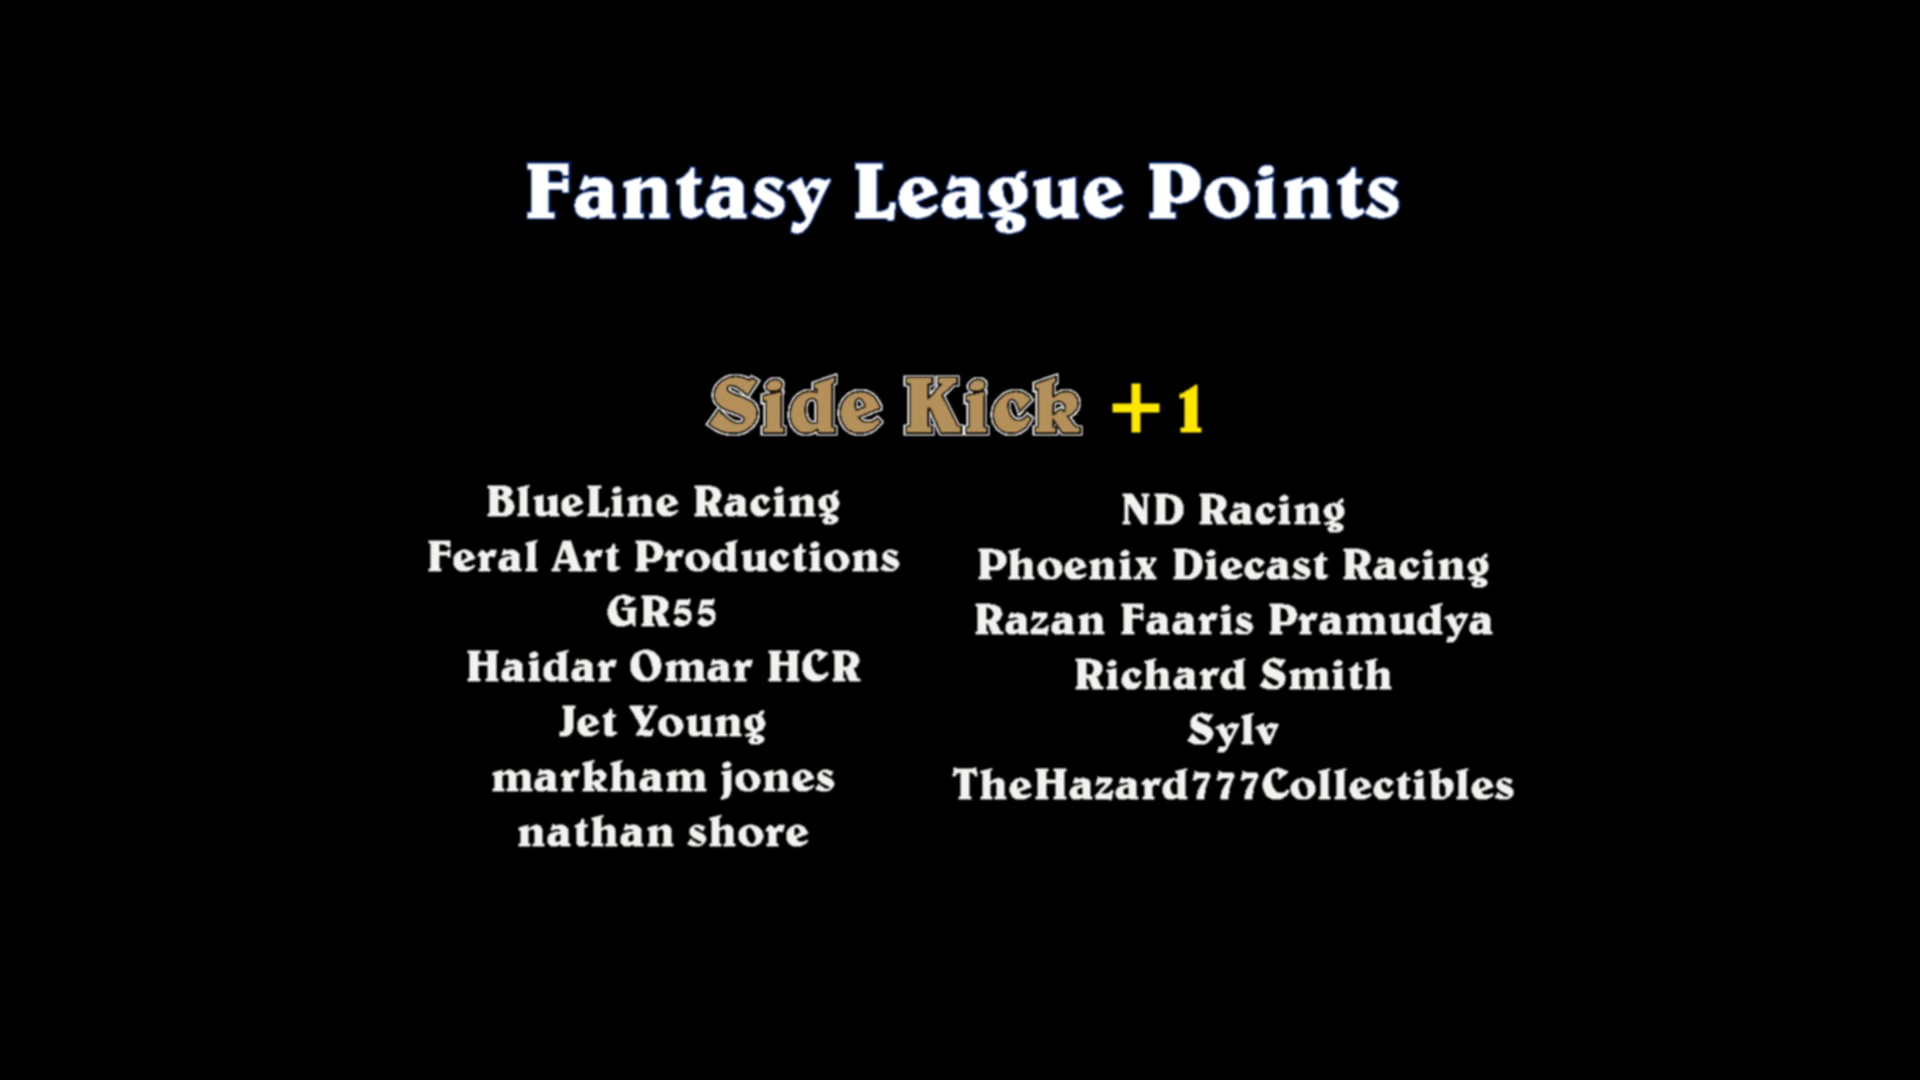 Fantasy League Points
Side Kick +1
BlueLine Racing
Feral Art Productions
GR55
Haidar Omar HCR
Jet Young
markham jones
nathan shore
ND Racing
Phoenix Diecast Racing
Razan Faaris Pramudya
Richard Smith
Sylv
TheHazard777Collectibles